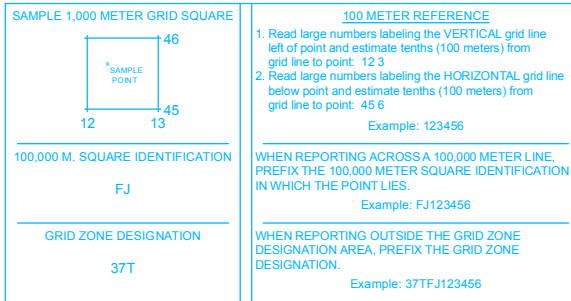 SAMPLE 1,000 METER GRID SQUARE
46
x
SAMPLE
POINT
45
12 13
100,000 M. SQUARE IDENTIFICATION
FJ
GRID ZONE DESIGNATION
37T
100 METER REFERENCE
1. Read large numbers labeling the VERTICAL grid line
left of point and estimate tenths (100 meters) from
grid line to point: 12 3
2. Read large numbers labeling the HORIZONTAL grid line
below point and estimate tenths (100 meters) from
grid line to point: 45 6
Example: 123456
WHEN REPORTING ACROSS A 100,000 METER LINE,
PREFIX THE 100,000 METER SQUARE IDENTIFICATION
IN WHICH THE POINT LIES.
Example: FJ123456
WHEN REPORTING OUTSIDE THE GRID ZONE
DESIGNATION AREA, PREFIX THE GRID ZONE
DESIGNATION.
Example: 37TFJ123456